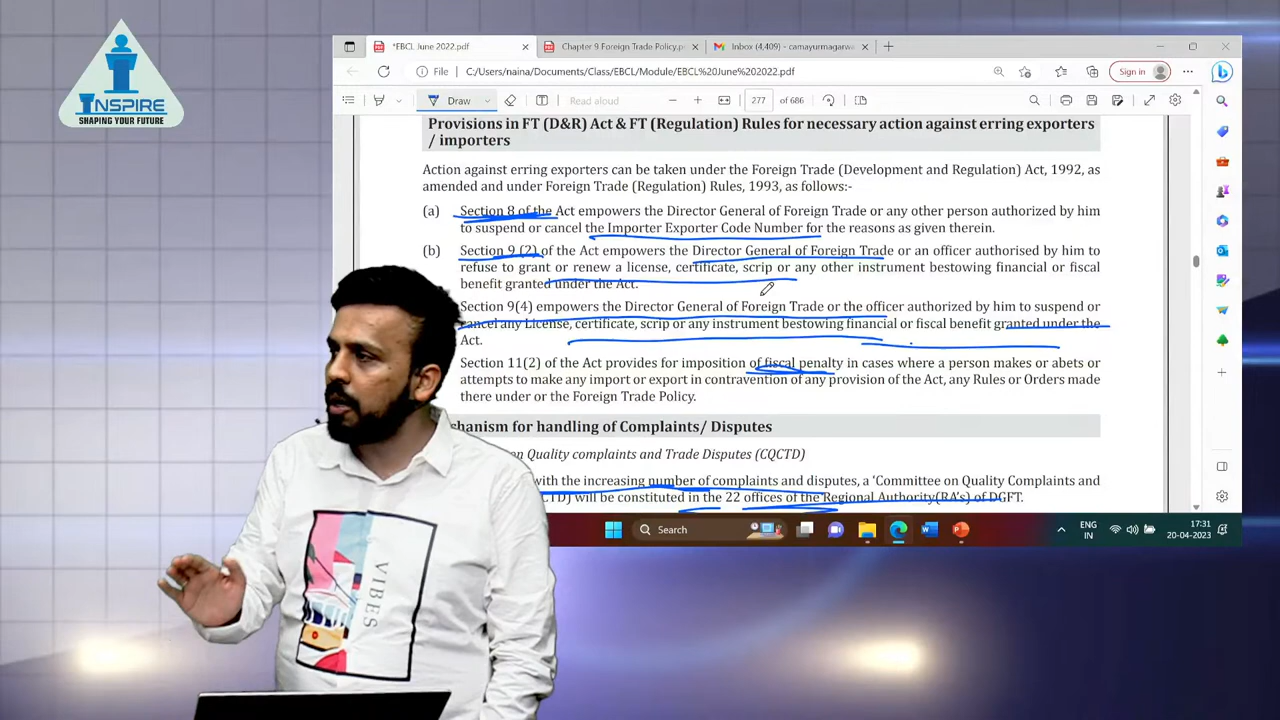 INSPIRE
SHAPING YOUR FUTURE
*EBCL June 2022.pdf
Chapter 9 Foreign Trade Policy.p
Inbox (4,409) - camayurmagarwa
File
C:/Users/naina/Documents/Class/EBCL/Module/EBCL%20June%202022.pdf
Sign in
Draw
Read aloud
277
of 686
Provisions in FT (D&R) Act & FT (Regulation) Rules for necessary action against erring exporters
/ importers
Action against erring exporters can be taken under the Foreign Trade (Development and Regulation) Act, 1992, as
amended and under Foreign Trade (Regulation) Rules, 1993, as follows:-
(a) Section 8 of the Act empowers the Director General of Foreign Trade or any other person authorized by him
to suspend or cancel the Importer Exporter Code Number for the reasons as given therein.
(b) Section 9 (2) of the Act empowers the Director General of Foreign Trade or an officer authorised by him to
refuse to grant or renew a license, certificate, scrip or any other instrument bestowing financial or fiscal
benefit granted under the Act.
Section 9(4) empowers the Director General of Foreign Trade or the officer authorized by him to suspend or
cancel any License, certificate, scrip or any instrument bestowing financial or fiscal benefit granted under the
Act.
Section 11(2) of the Act provides for imposition of fiscal penalty in cases where a person makes or abets or
attempts to make any import or export in contravention of any provision of the Act, any Rules or Orders made
there under or the Foreign Trade Policy.
hanism for handling of Complaints/ Disputes
on Quality complaints and Trade Disputes (CQCTD)
with the increasing number of complaints and disputes, a 'Committee on Quality Complaints and
TD) will be constituted in the 22 offices of the Regional Authority(RA's) of DGFT.
VIBES
Search
ENG
IN
17:31
20-04-2023